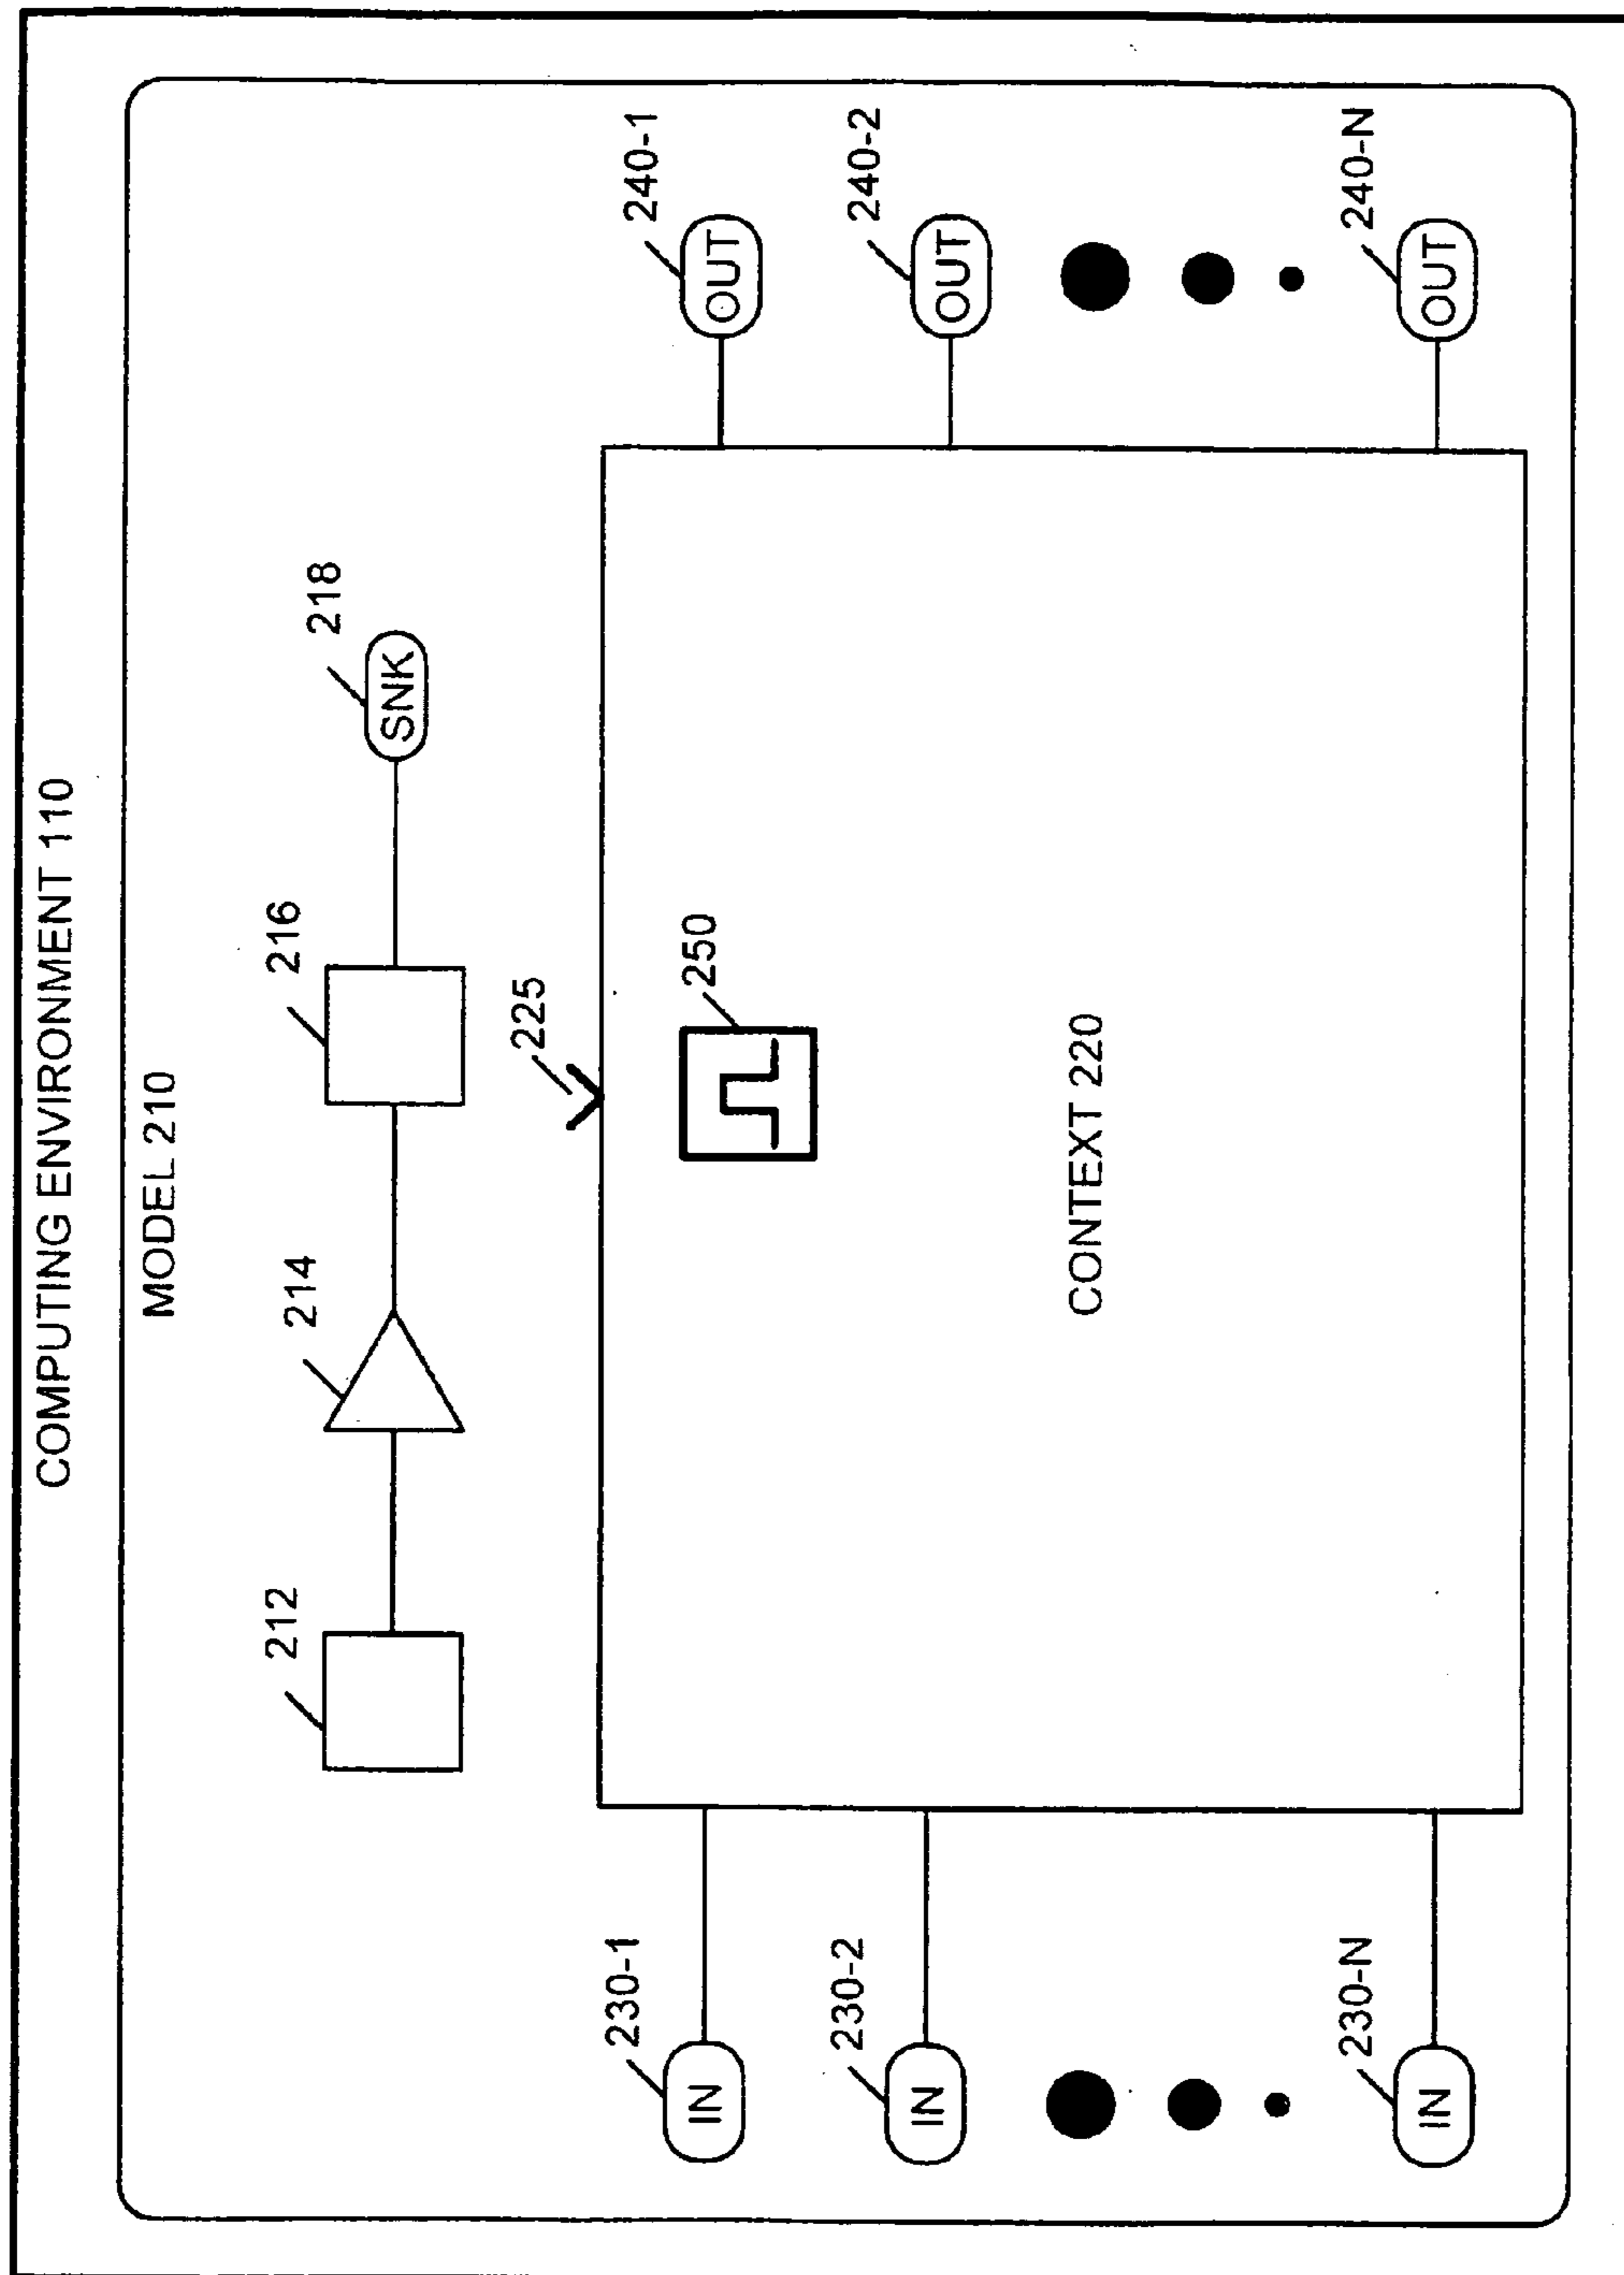 COMPUTING ENVIRONMENT 110
MODEL 210
212
214
216
218
SNK
225
250
CONTEXT 220
230-1
IN
230-2
IN
230-N
IN
240-1
OUT
240-2
OUT
240-N
OUT